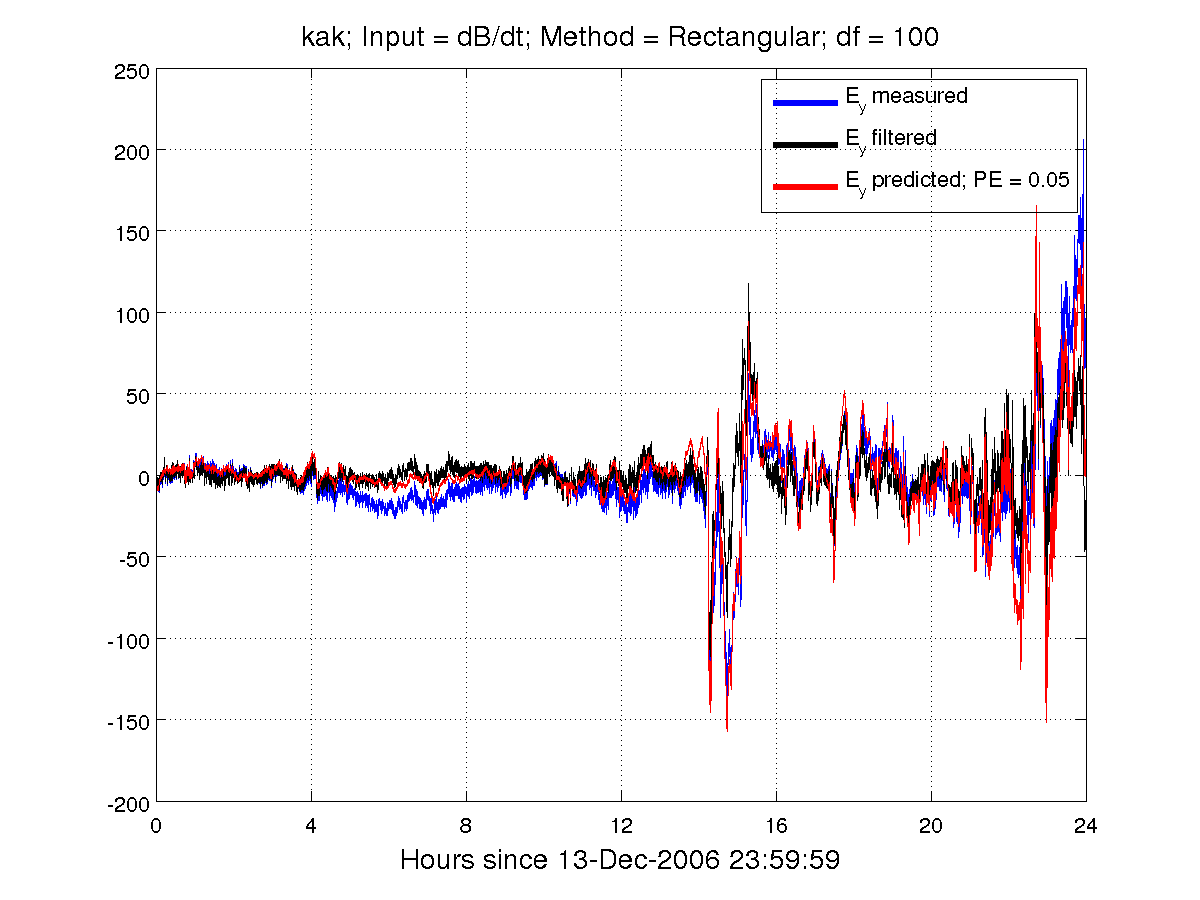 kak; Input = dB/dt; Method = Rectangular; df = 100
E_y measured
E_y filtered
E_y predicted; PE = 0.05
250
200
150
100
50
0
-50
-100
-150
-200
0 4 8 12 16 20 24
Hours since 13-Dec-2006 23:59:59